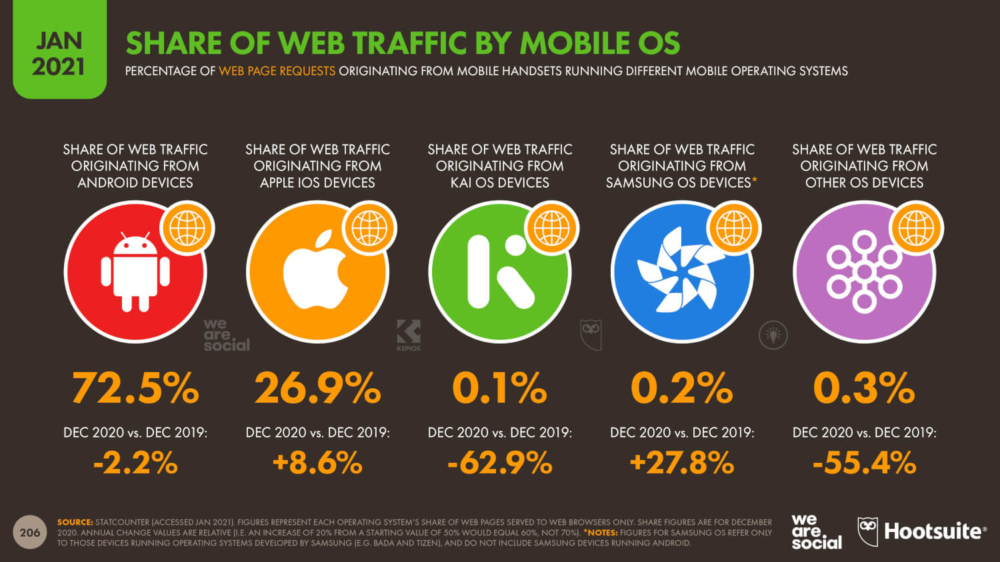 JAN
2021
SHARE OF WEB TRAFFIC BY MOBILE OS
PERCENTAGE OF WEB PAGE REQUESTS ORIGINATING FROM MOBILE HANDSETS RUNNING DIFFERENT MOBILE OPERATING SYSTEMS
SHARE OF WEB TRAFFIC
ORIGINATING FROM
ANDROID DEVICES
72.5%
DEC 2020 vs. DEC 2019:
-2.2%
SHARE OF WEB TRAFFIC
ORIGINATING FROM
APPLE IOS DEVICES
26.9%
DEC 2020 vs. DEC 2019:
+8.6%
SHARE OF WEB TRAFFIC
ORIGINATING FROM
KAI OS DEVICES
0.1%
DEC 2020 vs. DEC 2019:
-62.9%
SHARE OF WEB TRAFFIC
ORIGINATING FROM
SAMSUNG OS DEVICES*
0.2%
DEC 2020 vs. DEC 2019:
+27.8%
SHARE OF WEB TRAFFIC
ORIGINATING FROM
OTHER OS DEVICES
0.3%
DEC 2020 vs. DEC 2019:
-55.4%
we
are.
social
KEPIOS
206
SOURCE: STATCOUNTER (ACCESSED JAN 2021). FIGURES REPRESENT EACH OPERATING SYSTEM'S SHARE OF WEB PAGES SERVED TO WEB BROWSERS ONLY. SHARE FIGURES ARE FOR DECEMBER
2020. ANNUAL CHANGE VALUES ARE RELATIVE (I.E. AN INCREASE OF 20% FROM A STARTING VALUE OF 50% WOULD EQUAL 60%, NOT 70%). *NOTES: FIGURES FOR SAMSUNG OS REFER ONLY
TO THOSE DEVICES RUNNING OPERATING SYSTEMS DEVELOPED BY SAMSUNG (E.G. BADA AND TIZEN), AND DO NOT INCLUDE SAMSUNG DEVICES RUNNING ANDROID.
we
are.
social
Hootsuite®